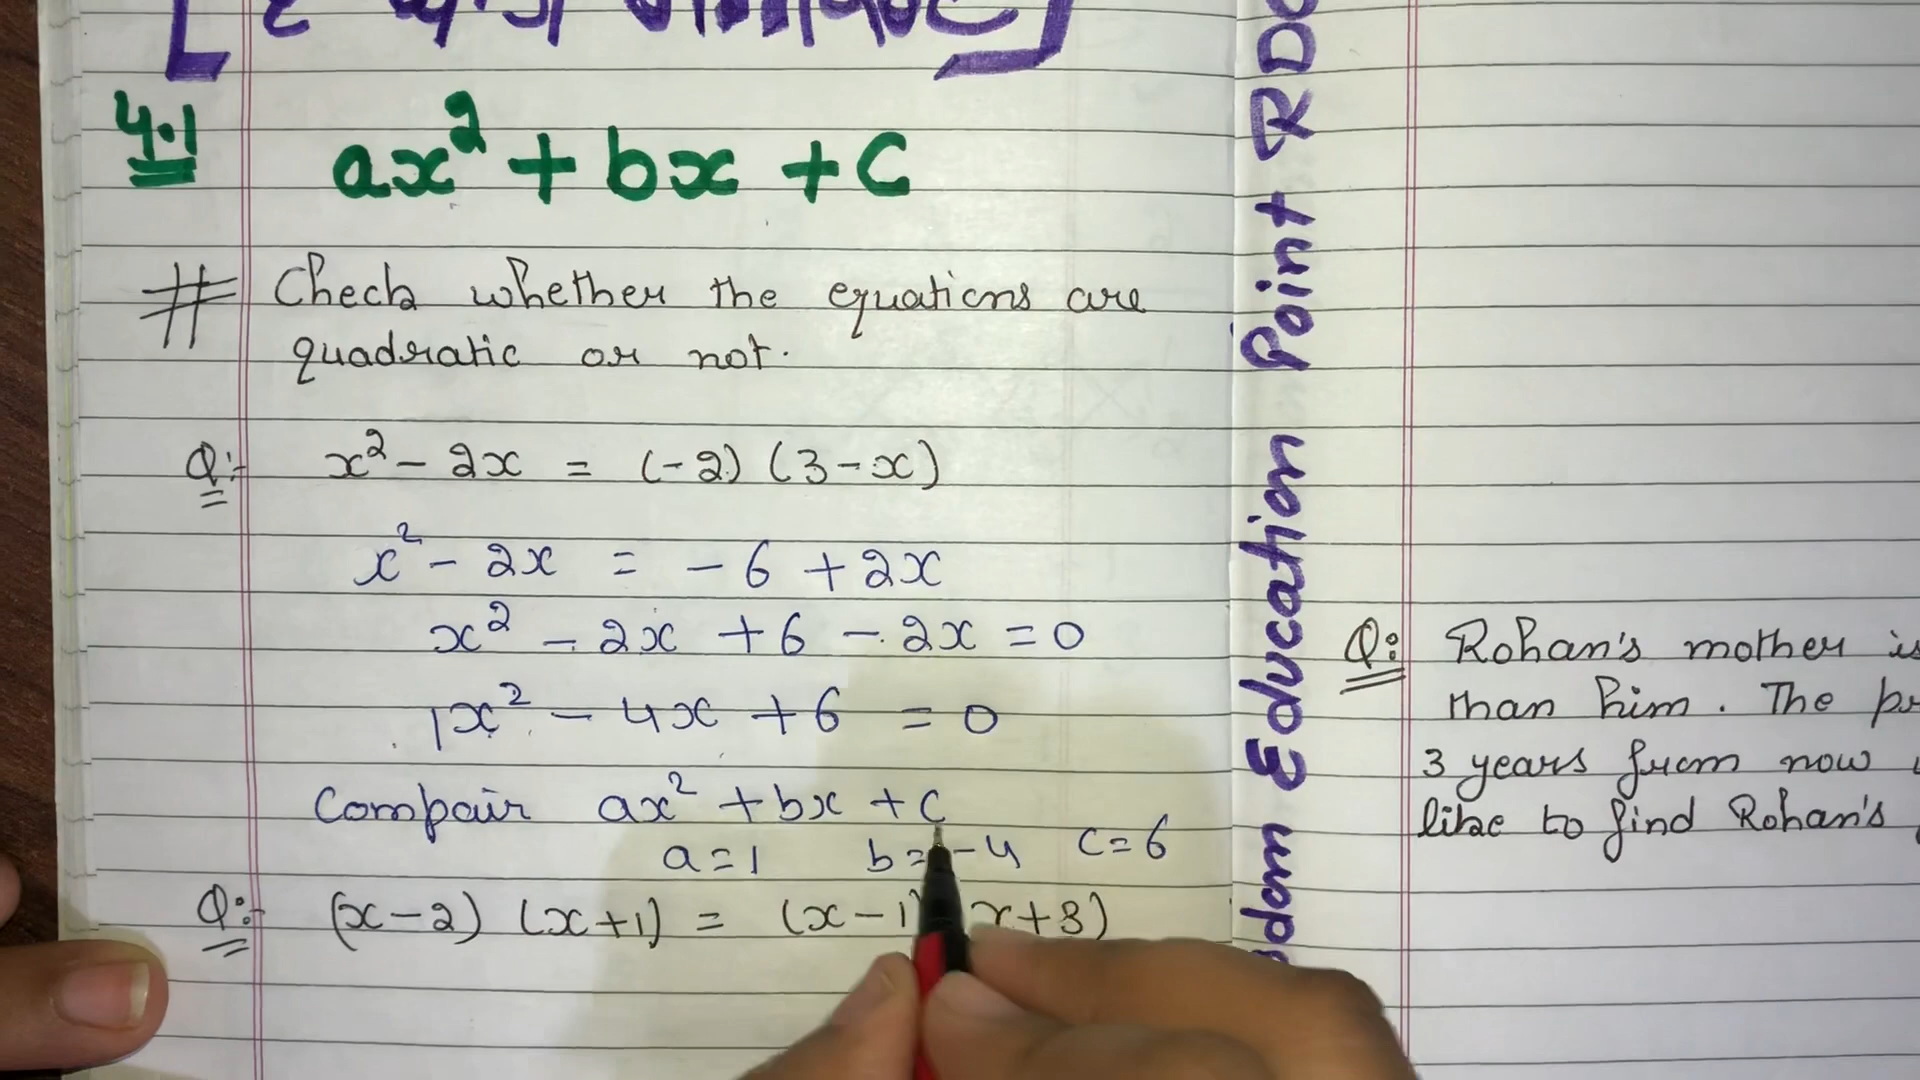 4.1 ax² + bx + c
# Check whether the equations are
quadratic or not.
Q:- x² - 2x = (-2) (3-x)
x² - 2x = - 6 + 2x
x² - 2x + 6 - 2x = 0
1x² - 4x + 6 = 0
Compair ax² + bx + c
a = 1 b = -4 c = 6
Q:- (x-2) (x+1) = (x-1) x+3)
Education Point RD
Q: Rohan's mother is
than him. The
3 years from now
like to find Rohan's